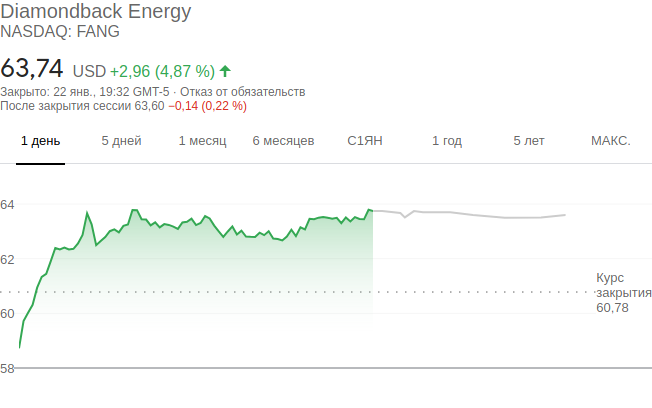 Diamondback Energy
NASDAQ: FANG
63,74 USD +2,96 (4,87 %)
Закрыто: 22 янв., 19:32 GMT-5 · Отказ от обязательств
После закрытия сессии 63,60 −0,14 (0,22 %)
1 день 5 дней 1 месяц 6 месяцев С1ЯН 1 год 5 лет МАКС.
64
62
Курс
закрытия
60,78
60
58